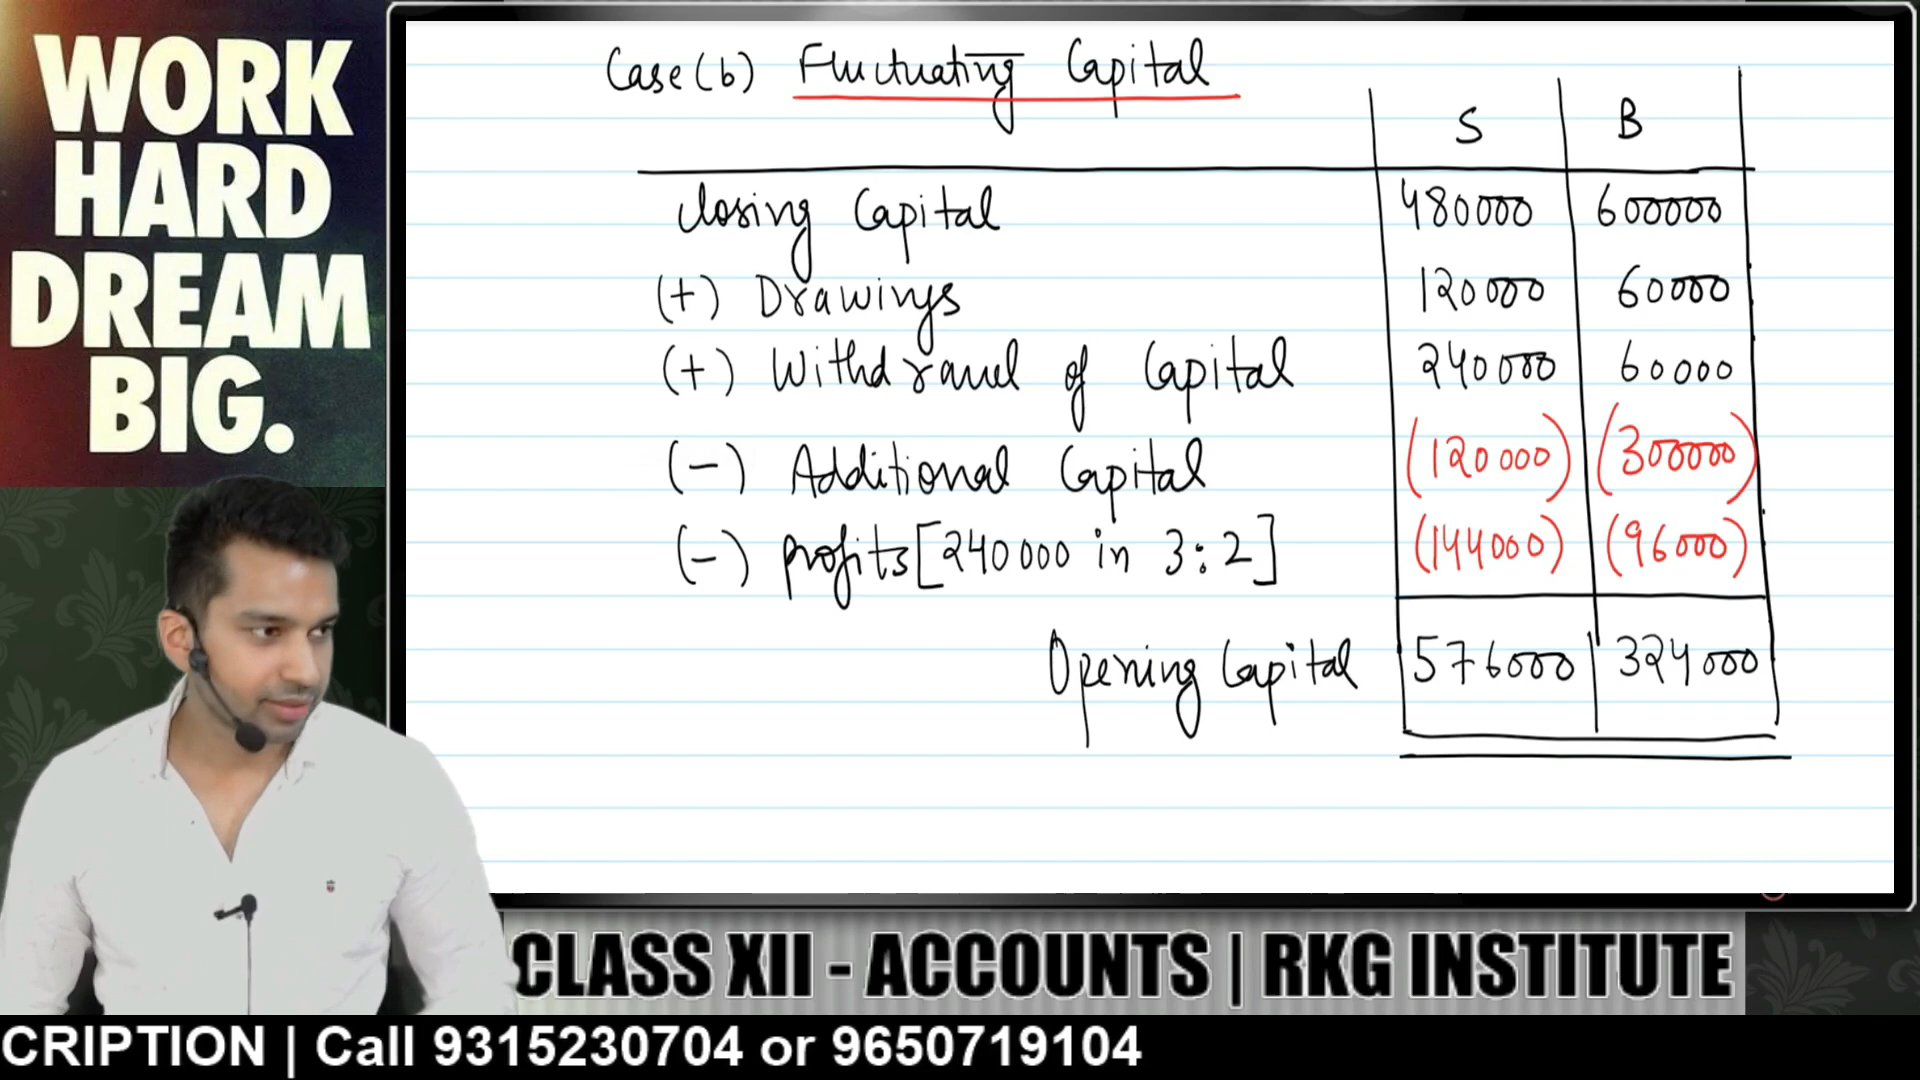 WORK
HARD
DREAM
BIG.
Case (b) Fluctuating Capital
S B
Closing Capital 480000 600000
(+) Drawings 120000 60000
(+) Withdrawel of Capital 240000 60000
(-) Additional Capital (120000) (300000)
(-) profits [240000 in 3:2] (144000) (96000)
Opening Capital 576000 324000
CLASS XII - ACCOUNTS | RKG INSTITUTE
CRIPTION | Call 9315230704 or 9650719104